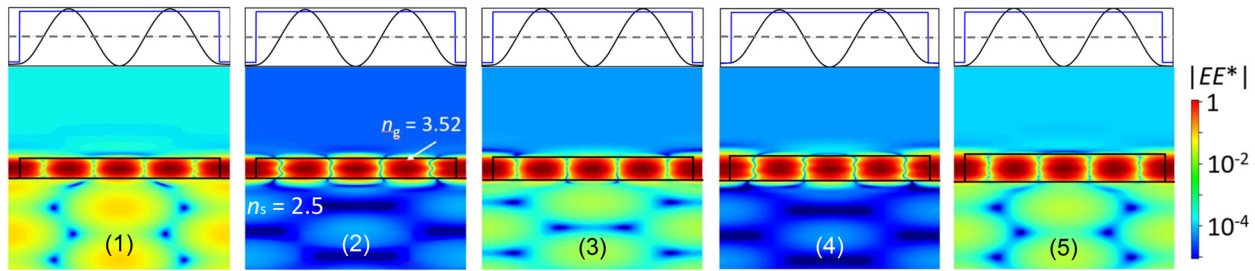 |EE*|
1
n_g = 3.52
10⁻²
n_s = 2.5
10⁻⁴
(1) (2) (3) (4) (5)